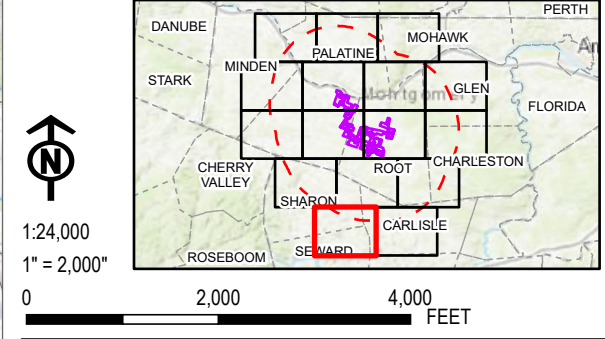 PERTH
DANUBE
MOHAWK
PALATINE
MINDEN
STARK
GLEN
Montgomery
FLORIDA
CHERRY
VALLEY
ROOT
CHARLESTON
SHARON
CARLISLE
SEWARD
ROSEBOOM
N
1:24,000
1" = 2,000"
0 2,000 4,000
FEET